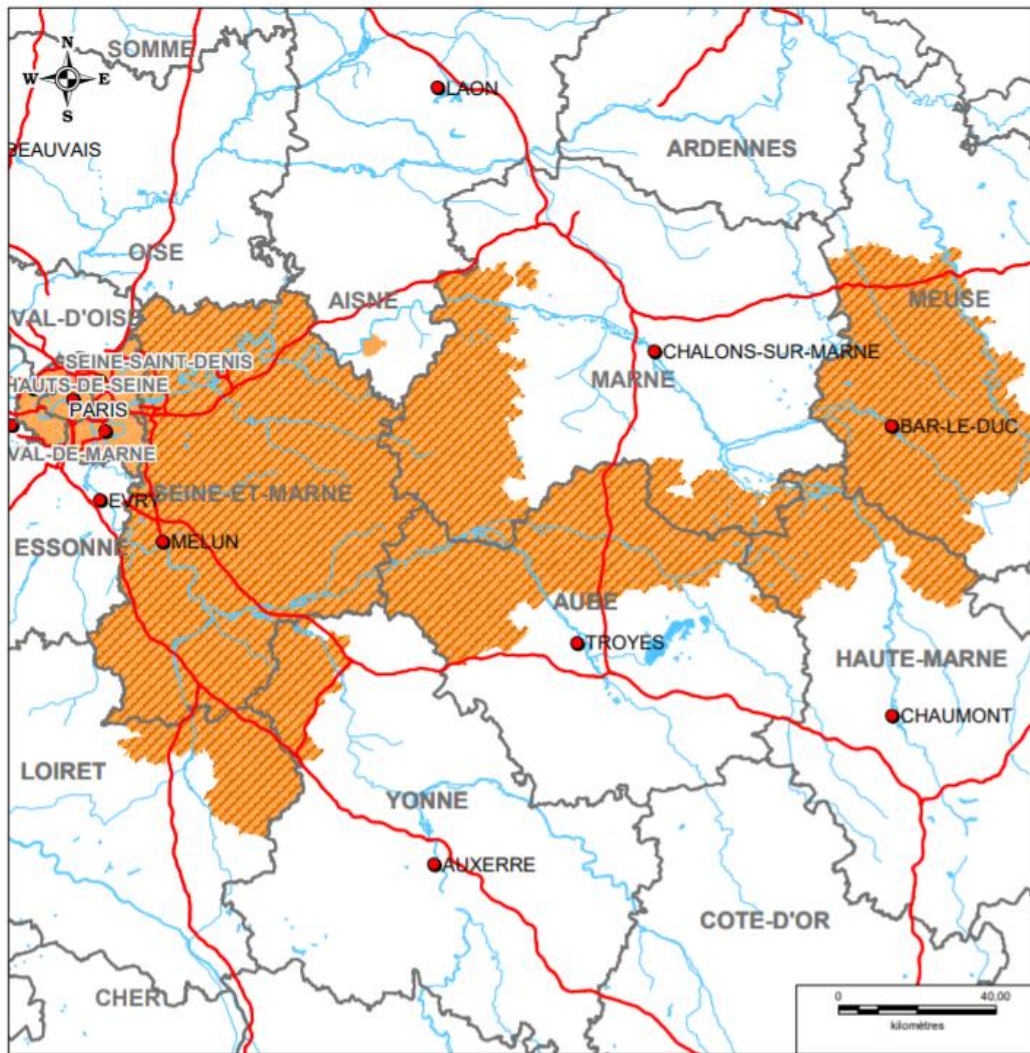 SOMME
N
W E
S
LAON
BEAUVAIS
ARDENNES
OISE
AISNE
MEUSE
VAL-D'OISE
SEINE-SAINT-DENIS
CHALONS-SUR-MARNE
HAUTS-DE-SEINE
MARNE
PARIS
BAR-LE-DUC
VAL-DE-MARNE
SEINE-ET-MARNE
EVRY
MELUN
ESSONNE
AUBE
TROYES
HAUTE-MARNE
CHAUMONT
LOIRET
YONNE
AUXERRE
COTE-D'OR
CHER
0 40,00
kilomètres